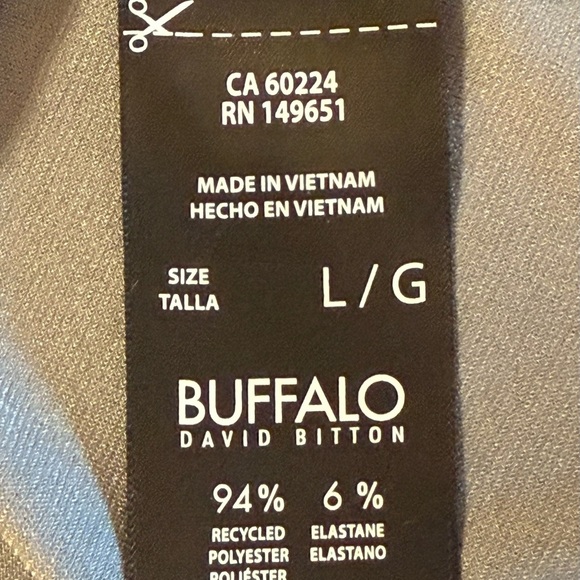 CA 60224
RN 149651
MADE IN VIETNAM
HECHO EN VIETNAM
SIZE
TALLA
L / G
BUFFALO
DAVID BITTON
94% 6 %
RECYCLED ELASTANE
POLYESTER ELASTANO
POLIÉSTER